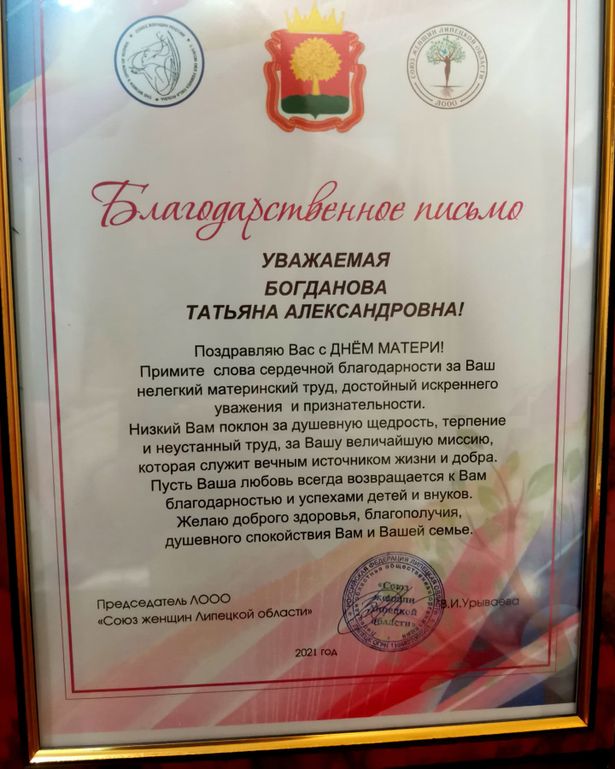 СОЮЗ ЖЕНЩИН ЛИПЕЦКОЙ ОБЛАСТИ
ЛООО
Благодарственное письмо
УВАЖАЕМАЯ
БОГДАНОВА
ТАТЬЯНА АЛЕКСАНДРОВНА!
Поздравляю Вас с ДНЁМ МАТЕРИ!
Примите слова сердечной благодарности за Ваш
нелегкий материнский труд, достойный искреннего
уважения и признательности.
Низкий Вам поклон за душевную щедрость, терпение
и неустанный труд, за Вашу величайшую миссию,
которая служит вечным источником жизни и добра.
Пусть Ваша любовь всегда возвращается к Вам
благодарностью и успехами детей и внуков.
Желаю доброго здоровья, благополучия,
душевного спокойствия Вам и Вашей семье.
Председатель ЛООО
«Союз женщин Липецкой области»
«Союз
женщин
Липецкой
области»
В.И.Урываева
2021 год